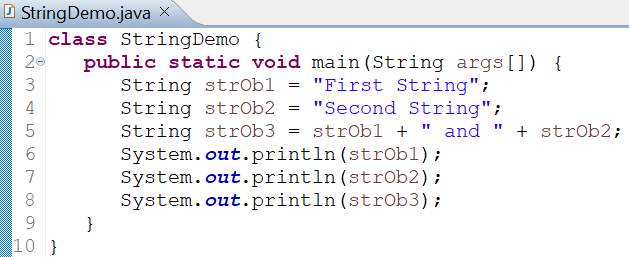 StringDemo.java
1 class StringDemo {
2 public static void main(String args[]) {
3 String strOb1 = "First String";
4 String strOb2 = "Second String";
5 String strOb3 = strOb1 + " and " + strOb2;
6 System.out.println(strOb1);
7 System.out.println(strOb2);
8 System.out.println(strOb3);
9 }
10 }